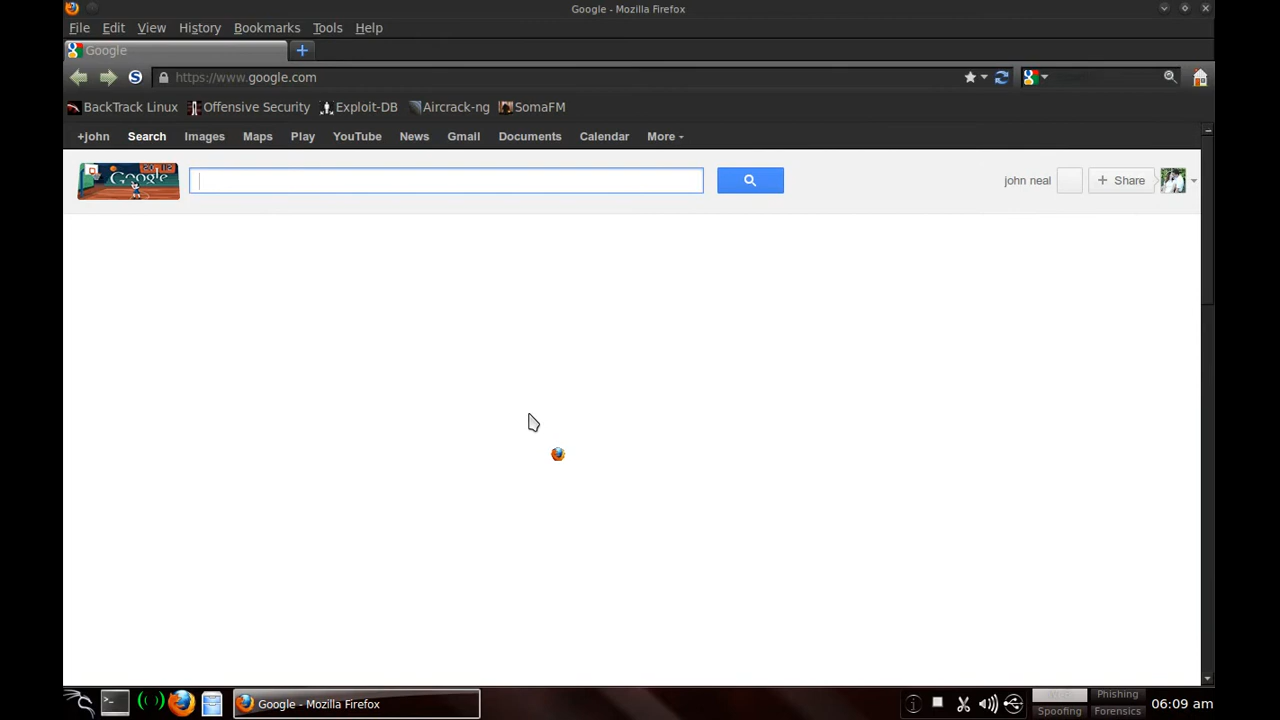 Google - Mozilla Firefox
File Edit View History Bookmarks Tools Help
Google
https://www.google.com
BackTrack Linux Offensive Security Exploit-DB Aircrack-ng SomaFM
+john Search Images Maps Play YouTube News Gmail Documents Calendar More
Google
john neal + Share
Google - Mozilla Firefox
Phishing
Spoofing Forensics
06:09 am